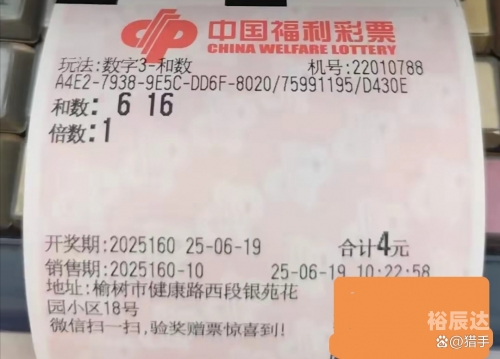 中国福利彩票
CHINA WELFARE LOTTERY
玩法:数字3-和数 机号:22010788
A4E2-7938-9E5C-DD6F-8020/75991195/D430E
和数: 6 16
倍数:1
开奖期:2025160 25-06-19 合计4元
销售期:2025160-10 25-06-19 10:22:58
地址:榆树市健康路西段银苑花
园小区18号
微信扫一扫,验奖赠票惊喜到!
裕辰达
@猎手